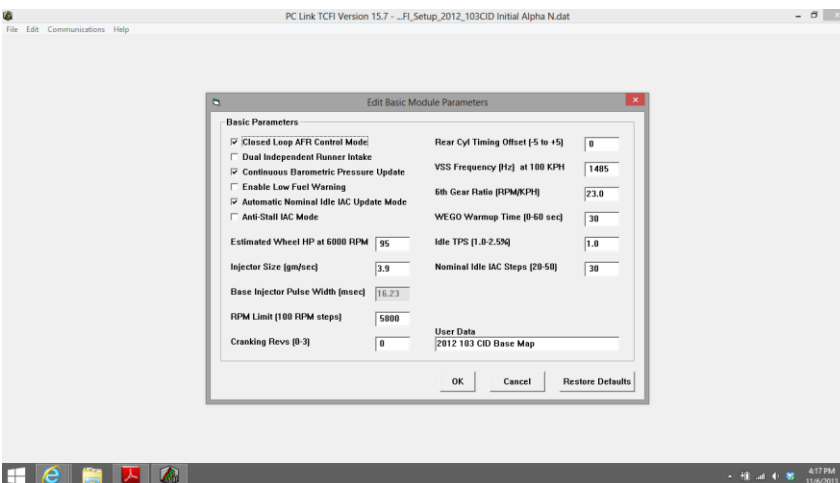 PC Link TCFI Version 15.7 - ...FI_Setup_2012_103CID Initial Alpha N.dat
File Edit Communications Help
Edit Basic Module Parameters
Basic Parameters
Closed Loop AFR Control Mode
Dual Independent Runner Intake
Continuous Barometric Pressure Update
Enable Low Fuel Warning
Automatic Nominal Idle IAC Update Mode
Anti-Stall IAC Mode
Estimated Wheel HP at 6000 RPM 95
Injector Size (gm/sec) 3.9
Base Injector Pulse Width (msec) 16.23
RPM Limit (100 RPM steps) 5800
Cranking Revs (0-3) 0
Rear Cyl Timing Offset (-5 to +5) 0
VSS Frequency (Hz) at 100 KPH 1485
6th Gear Ratio (RPM/KPH) 23.0
WEGO Warmup Time (0-60 sec) 30
Idle TPS (1.0-2.5%) 1.0
Nominal Idle IAC Steps (20-50) 30
User Data
2012 103 CID Base Map
OK Cancel Restore Defaults
4:17 PM
11/6/2013